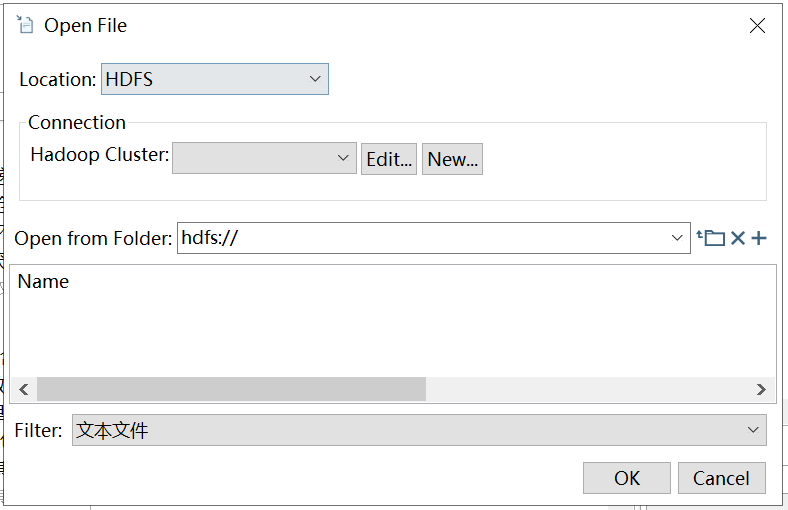 Open File
Location: HDFS
Connection
Hadoop Cluster: Edit... New...
Open from Folder: hdfs://
Name
Filter: 文本文件
OK Cancel